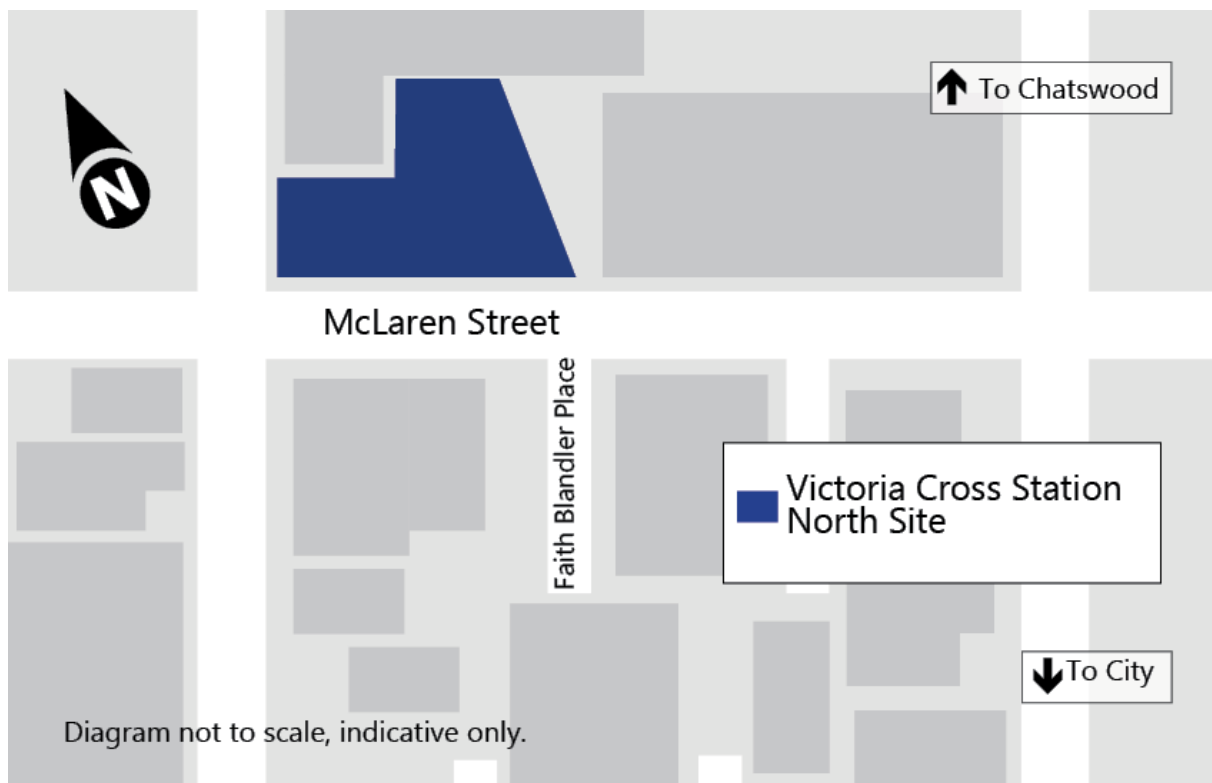 To Chatswood
N
McLaren Street
Faith Blandler Place
Victoria Cross Station
North Site
To City
Diagram not to scale, indicative only.